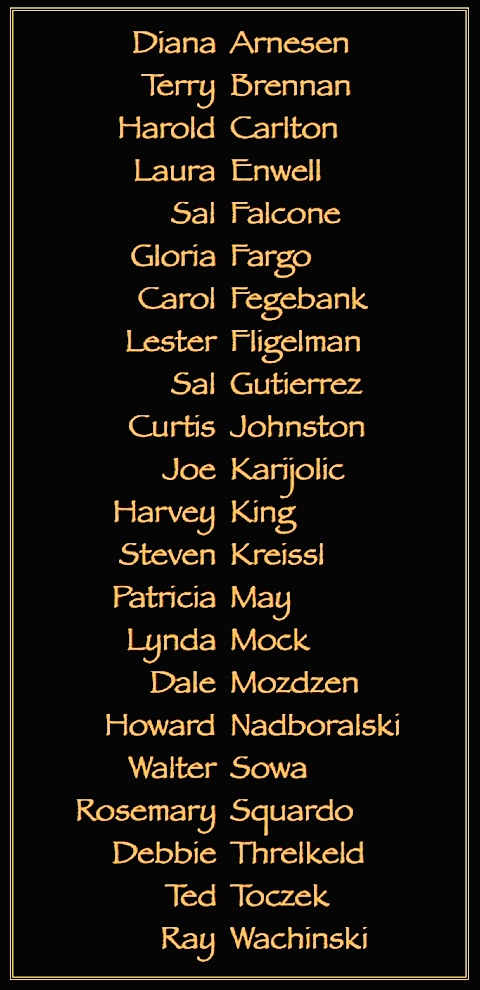 Diana Arnesen
Terry Brennan
Harold Carlton
Laura Enwell
Sal Falcone
Gloria Fargo
Carol Fegebank
Lester Fligelman
Sal Gutierrez
Curtis Johnston
Joe Karijolic
Harvey King
Steven Kreissl
Patricia May
Lynda Mock
Dale Mozdzen
Howard Nadboralski
Walter Sowa
Rosemary Squardo
Debbie Threlkeld
Ted Toczek
Ray Wachinski